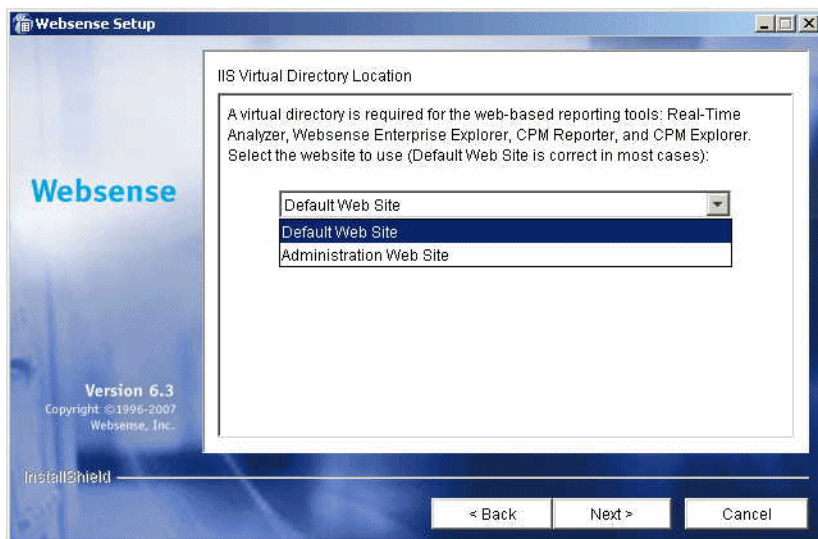 Websense Setup
IIS Virtual Directory Location
A virtual directory is required for the web-based reporting tools: Real-Time
Analyzer, Websense Enterprise Explorer, CPM Reporter, and CPM Explorer.
Select the website to use (Default Web Site is correct in most cases):
Websense
Default Web Site
Default Web Site
Administration Web Site
Version 6.3
Copyright ©1996-2007
Websense, Inc.
InstallShield
< Back
Next >
Cancel